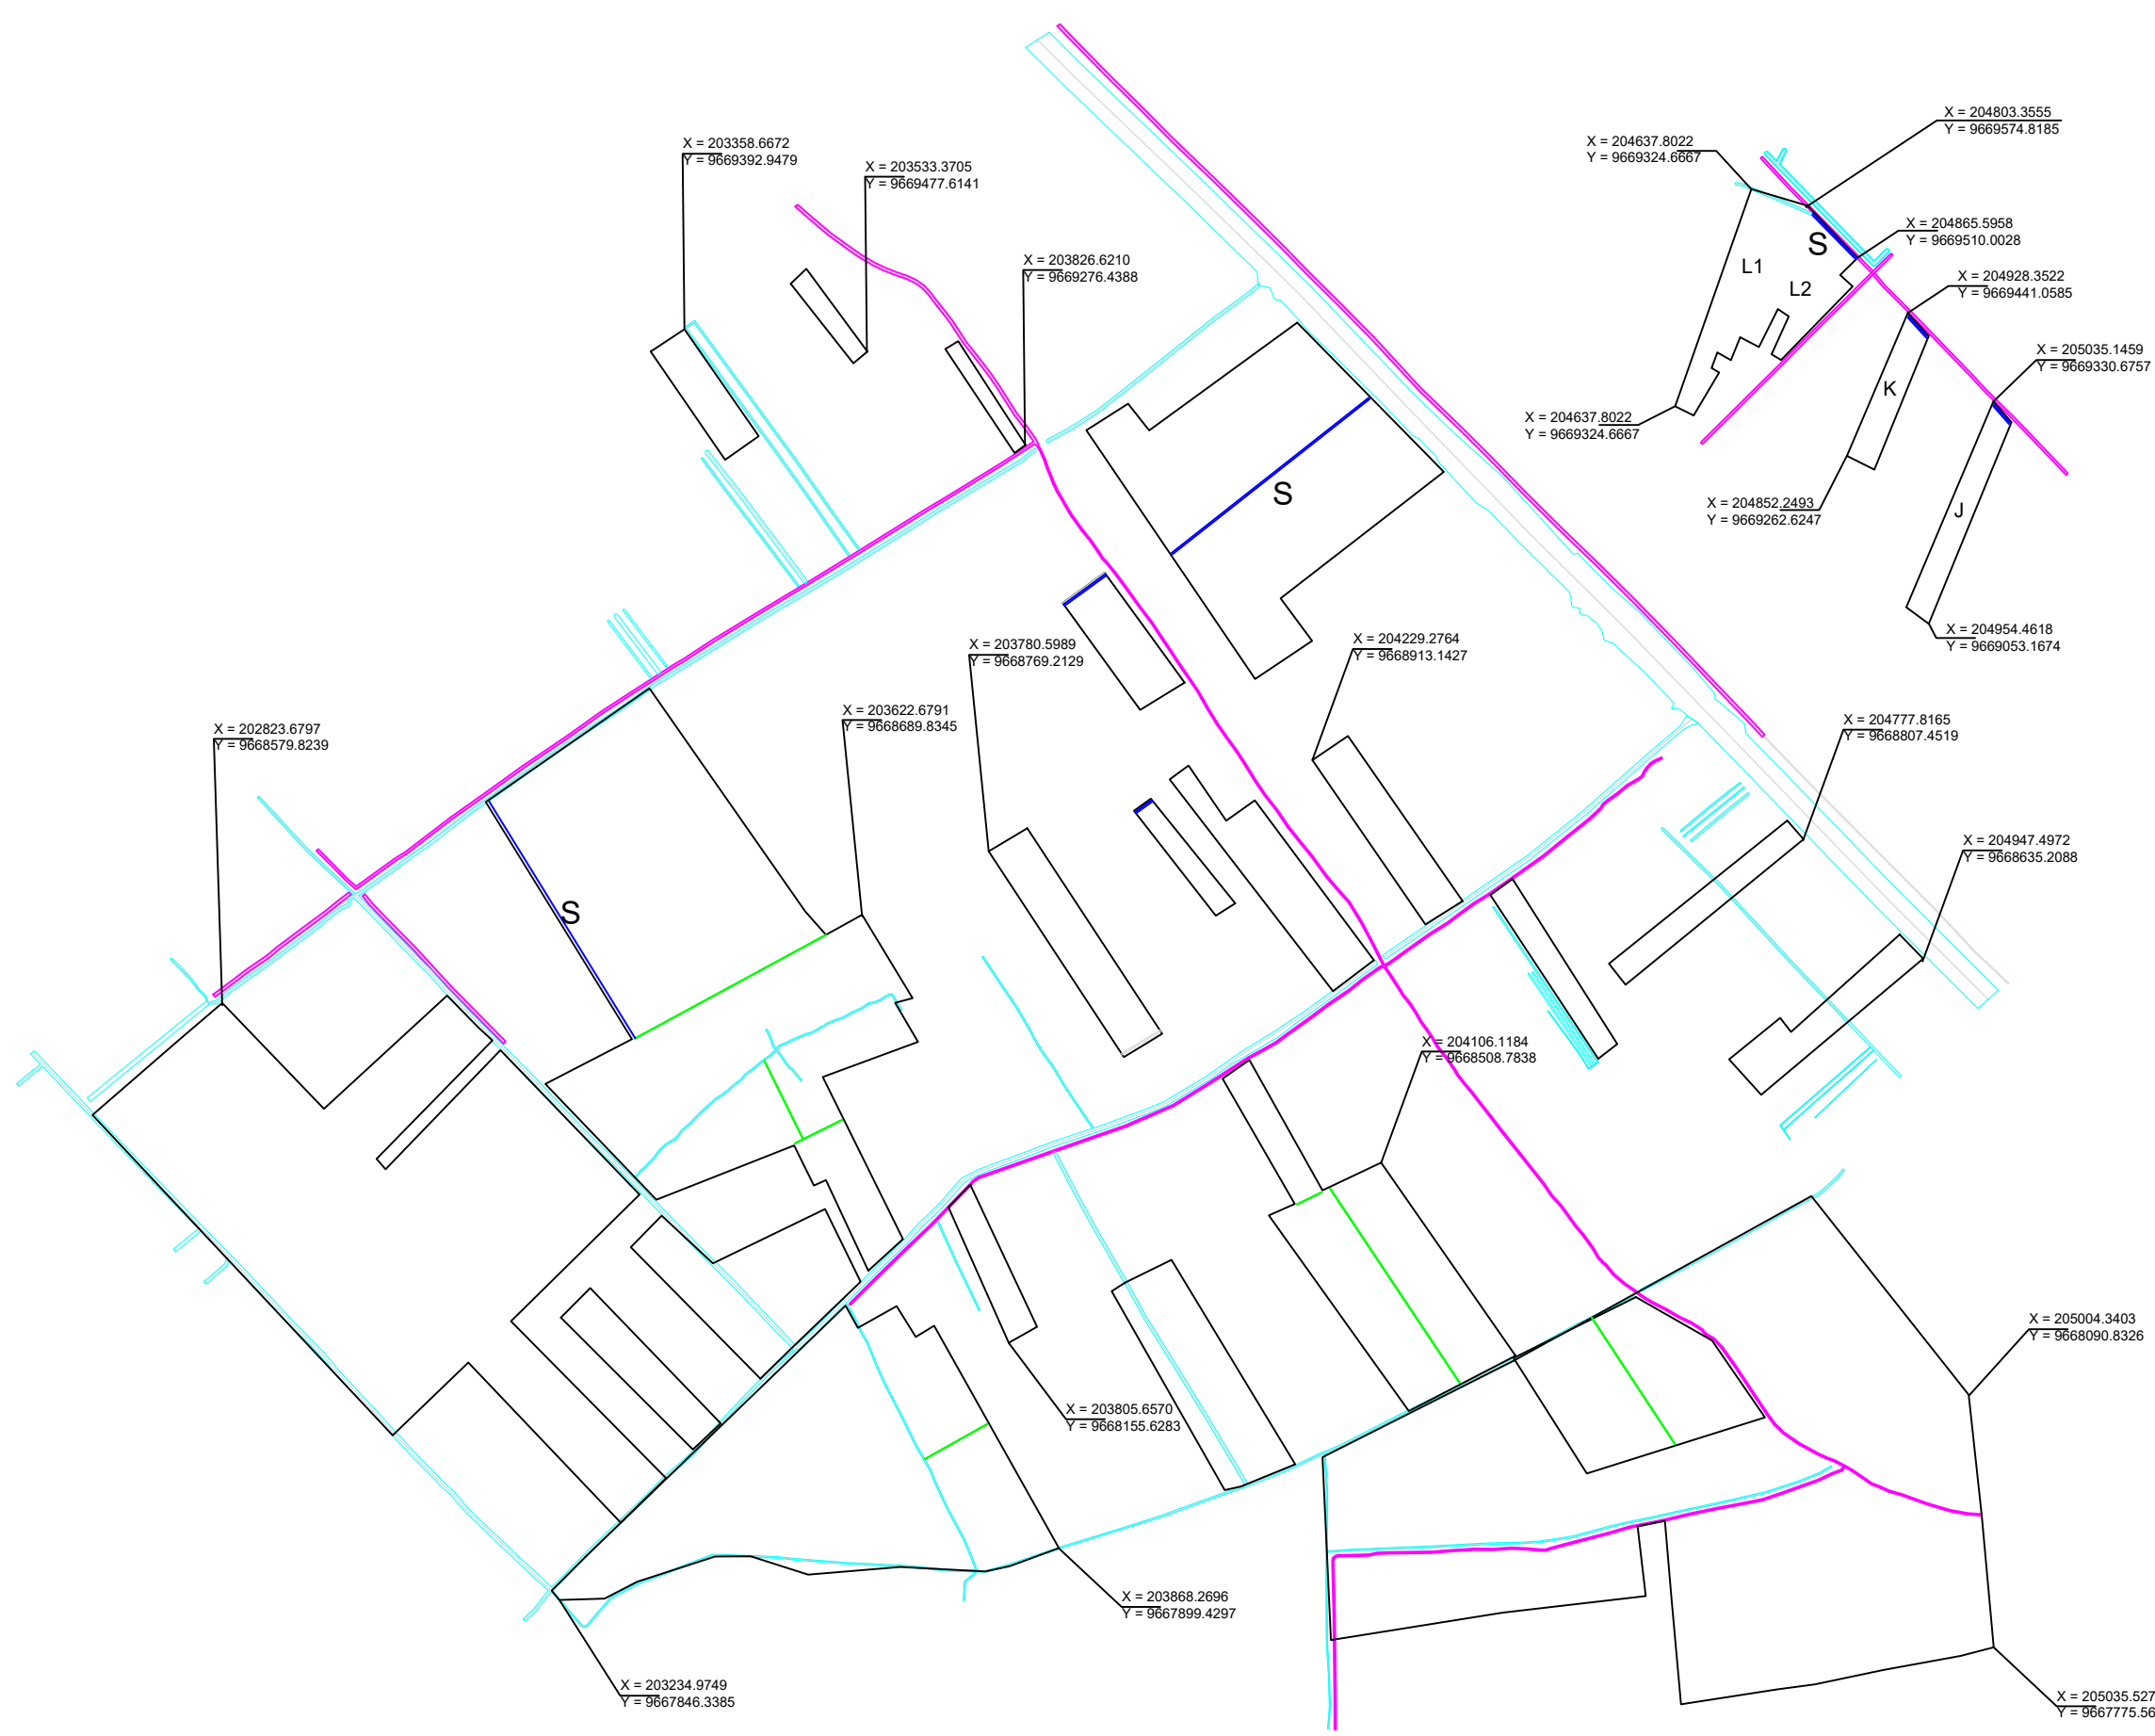 X = 204803.3555
Y = 9669574.8185
X = 203358.6672
Y = 9669392.9479
X = 204637.8022
Y = 9669324.6667
X = 203533.3705
Y = 9669477.6141
X = 204865.5958
Y = 9669510.0028
S
X = 203826.6210
Y = 9669276.4388
L1
L2
X = 204928.3522
Y = 9669441.0585
X = 205035.1459
Y = 9669330.6757
K
X = 204637.8022
Y = 9669324.6667
S
X = 204852.2493
Y = 9669262.6247
J
X = 204954.4618
Y = 9669053.1674
X = 203780.5989
Y = 9668769.2129
X = 204229.2764
Y = 9668913.1427
X = 202823.6797
Y = 9668579.8239
X = 203622.6791
Y = 9668689.8345
X = 204777.8165
Y = 9668807.4519
X = 204947.4972
Y = 9668635.2088
S
X = 204106.1184
Y = 9668508.7838
X = 205004.3403
Y = 9668090.8326
X = 203805.6570
Y = 9668155.6283
X = 203868.2696
Y = 9667899.4297
X = 203234.9749
Y = 9667846.3385
X = 205035.527
Y = 9667775.56